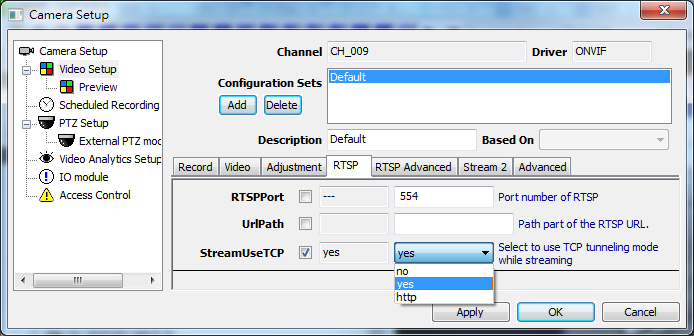 Camera Setup
Camera Setup
Video Setup
Preview
Scheduled Recording
PTZ Setup
External PTZ moc
Video Analytics Setup
IO module
Access Control
Channel CH_009 Driver ONVIF
Configuration Sets Default
Add Delete
Description Default Based On
Record Video Adjustment RTSP RTSP Advanced Stream 2 Advanced
RTSPPort --- 554 Port number of RTSP
UrlPath Path part of the RTSP URL.
StreamUseTCP yes yes Select to use TCP tunneling mode
while streaming
no
yes
http
Apply OK Cancel